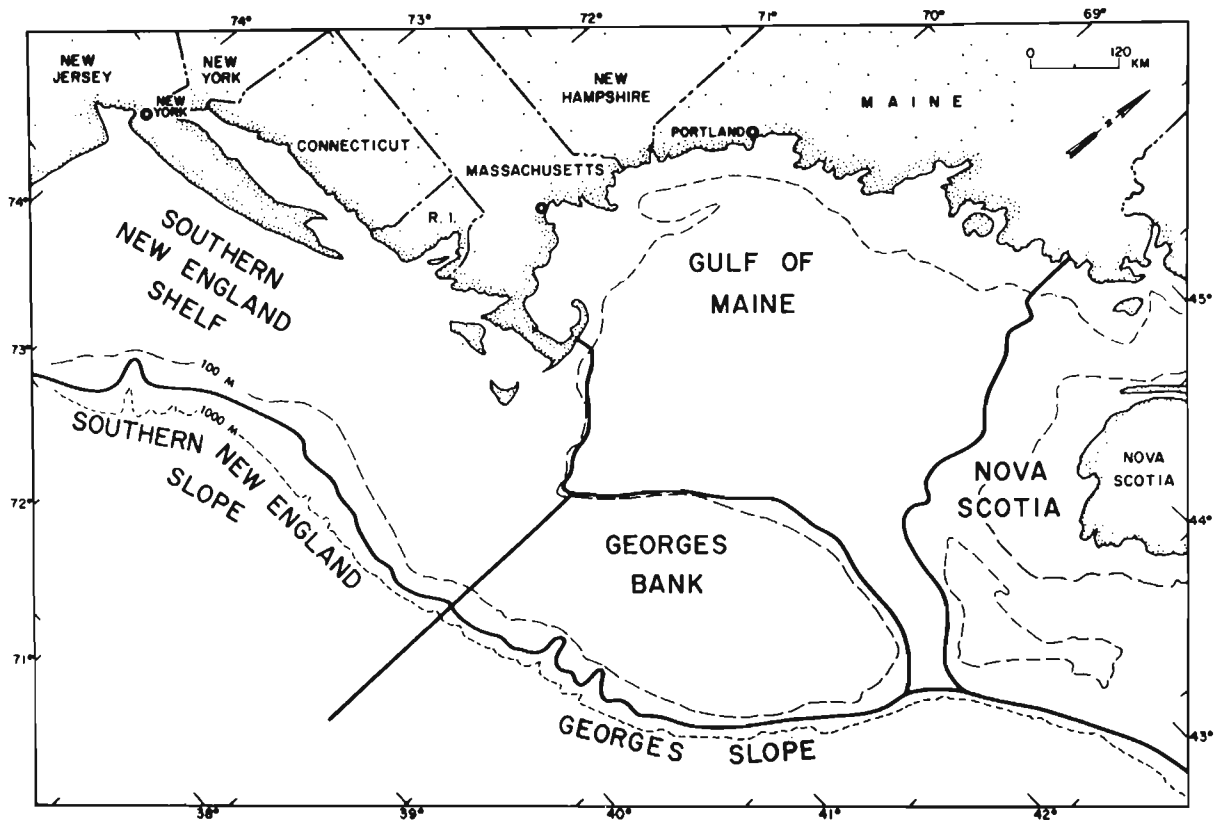 74°
73°
72°
71°
70°
69°
NEW
JERSEY
NEW
YORK
NEW
YORK
CONNECTICUT
R. I.
MASSACHUSETTS
NEW
HAMPSHIRE
PORTLAND
MAINE
0 120
KM
74°
73°
72°
71°
SOUTHERN
NEW ENGLAND
SHELF
100 M
1000 M
SOUTHERN NEW ENGLAND
SLOPE
GULF OF
MAINE
GEORGES
BANK
GEORGES SLOPE
NOVA
SCOTIA
NOVA
SCOTIA
45°
44°
43°
38°
39°
40°
41°
42°